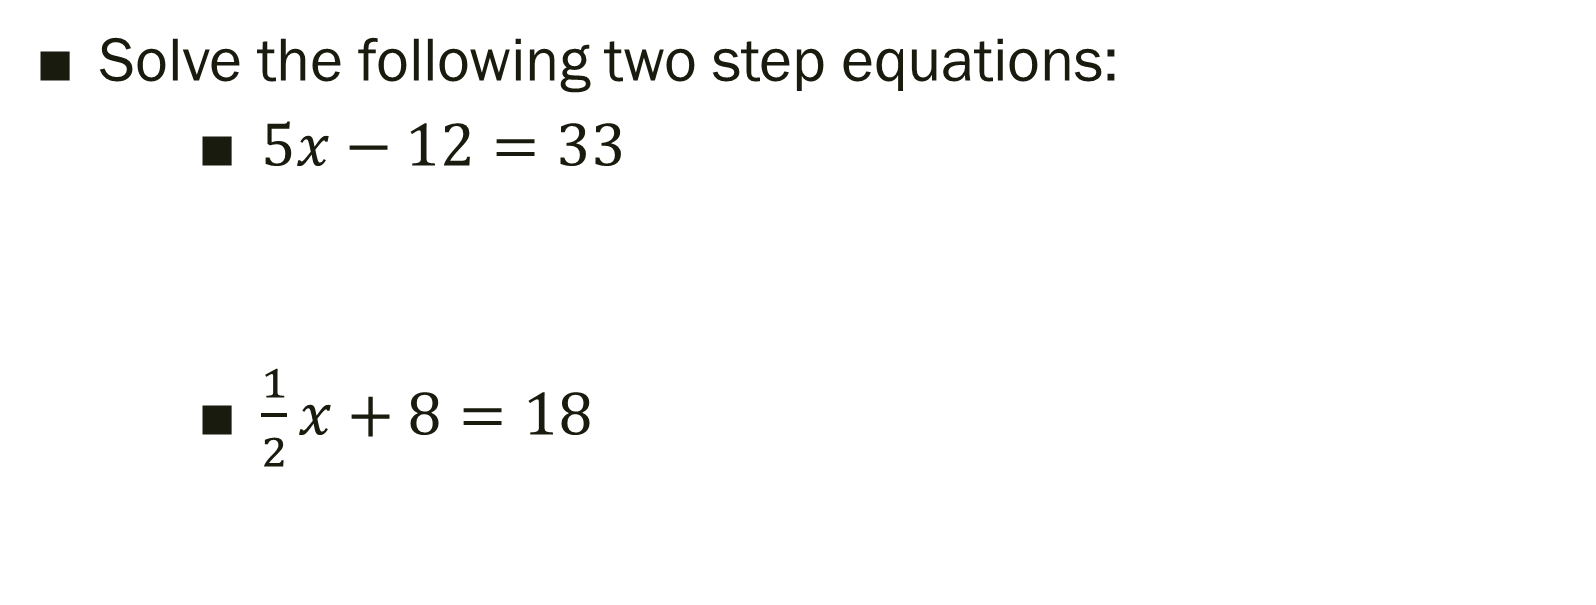 ■ Solve the following two step equations:
■ 5𝑥 − 12 = 33
■ 1/2 𝑥 + 8 = 18